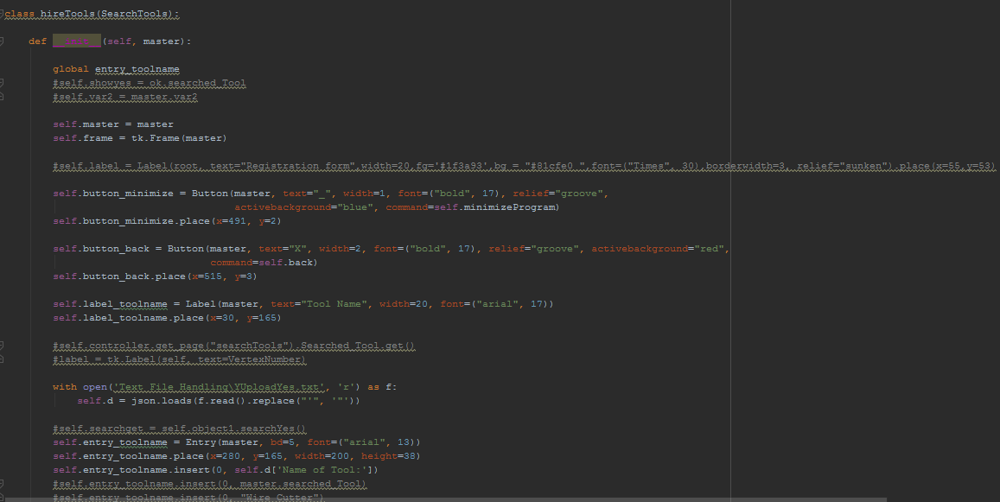 class hireTools(SearchTools):
def __init__(self, master):
global entry_toolname
#self.showyes = ok.searched_Tool
#self.var2 = master.var2
self.master = master
self.frame = tk.Frame(master)
#self.label = Label(root, text="Registration form",width=20,fg='#1f3a93',bg = "#81cfe0 ",font=("Times", 30),borderwidth=3, relief="sunken").place(x=55,y=53)
self.button_minimize = Button(master, text="_", width=1, font=("bold", 17), relief="groove",
activebackground="blue", command=self.minimizeProgram)
self.button_minimize.place(x=491, y=2)
self.button_back = Button(master, text="X", width=2, font=("bold", 17), relief="groove", activebackground="red",
command=self.back)
self.button_back.place(x=515, y=3)
self.label_toolname = Label(master, text="Tool Name", width=20, font=("arial", 17))
self.label_toolname.place(x=30, y=165)
#self.controller.get_page("searchTools").Searched_Tool.get()
#label = tk.Label(self, text=VertexNumber)
with open('Text File Handling\YUploadYes.txt', 'r') as f:
self.d = json.loads(f.read().replace("'", '"'))
#self.searchget = self.object1.searchYes()
self.entry_toolname = Entry(master, bd=5, font=("arial", 13))
self.entry_toolname.place(x=280, y=165, width=200, height=38)
self.entry_toolname.insert(0, self.d['Name of Tool:'])
#self.entry_toolname.insert(0, master.searched_Tool)
#self.entry_toolname.insert(0, "Wire Cutter")